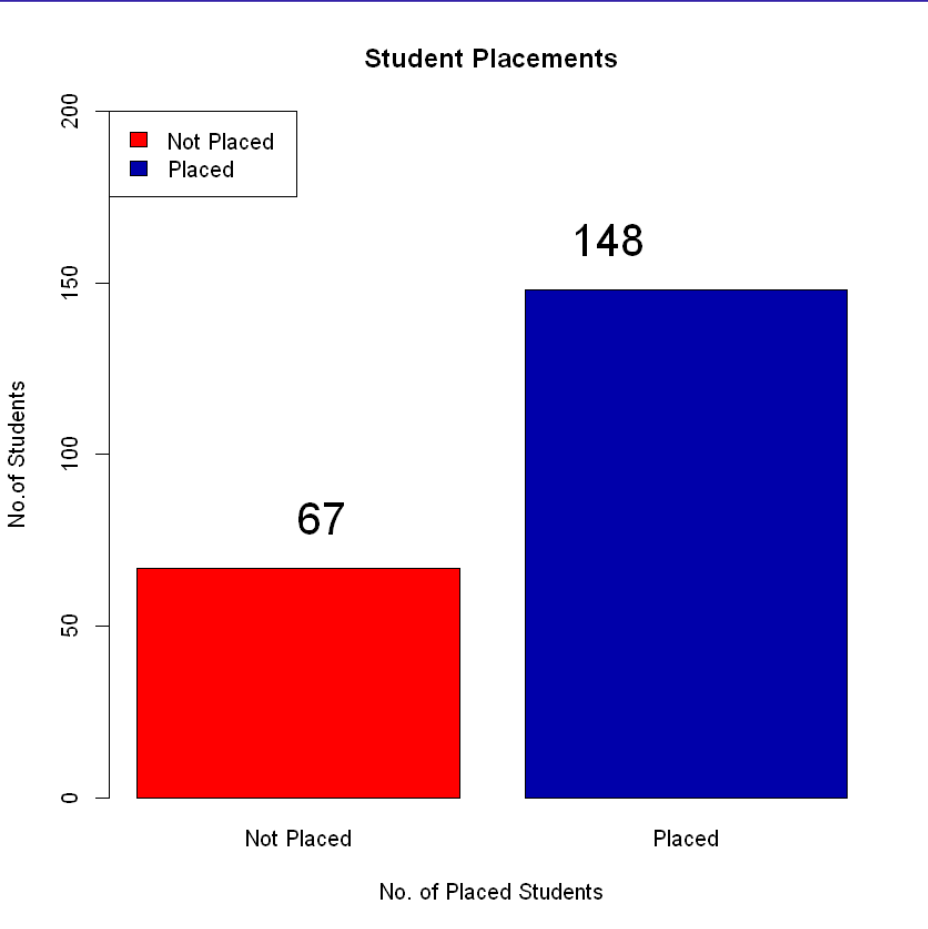 Student Placements
200
Not Placed
Placed
148
150
No.of Students
100
67
50
0
Not Placed
Placed
No. of Placed Students